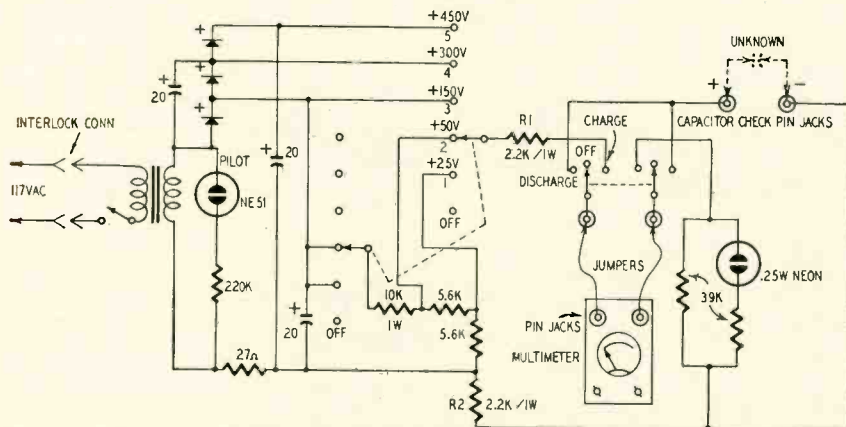 +450V
5
+300V
4
+150V
3
+50V
2
+25V
1
OFF
+
+
+
+
20
+
20
+
20
INTERLOCK CONN
117VAC
PILOT
NE51
220K
27Ω
OFF
10K
1W
5.6K
5.6K
R1
2.2K/1W
R2
2.2K/1W
CHARGE
OFF
DISCHARGE
UNKNOWN
+
-
CAPACITOR CHECK PIN JACKS
JUMPERS
PIN JACKS
MULTIMETER
39K
.25W NEON